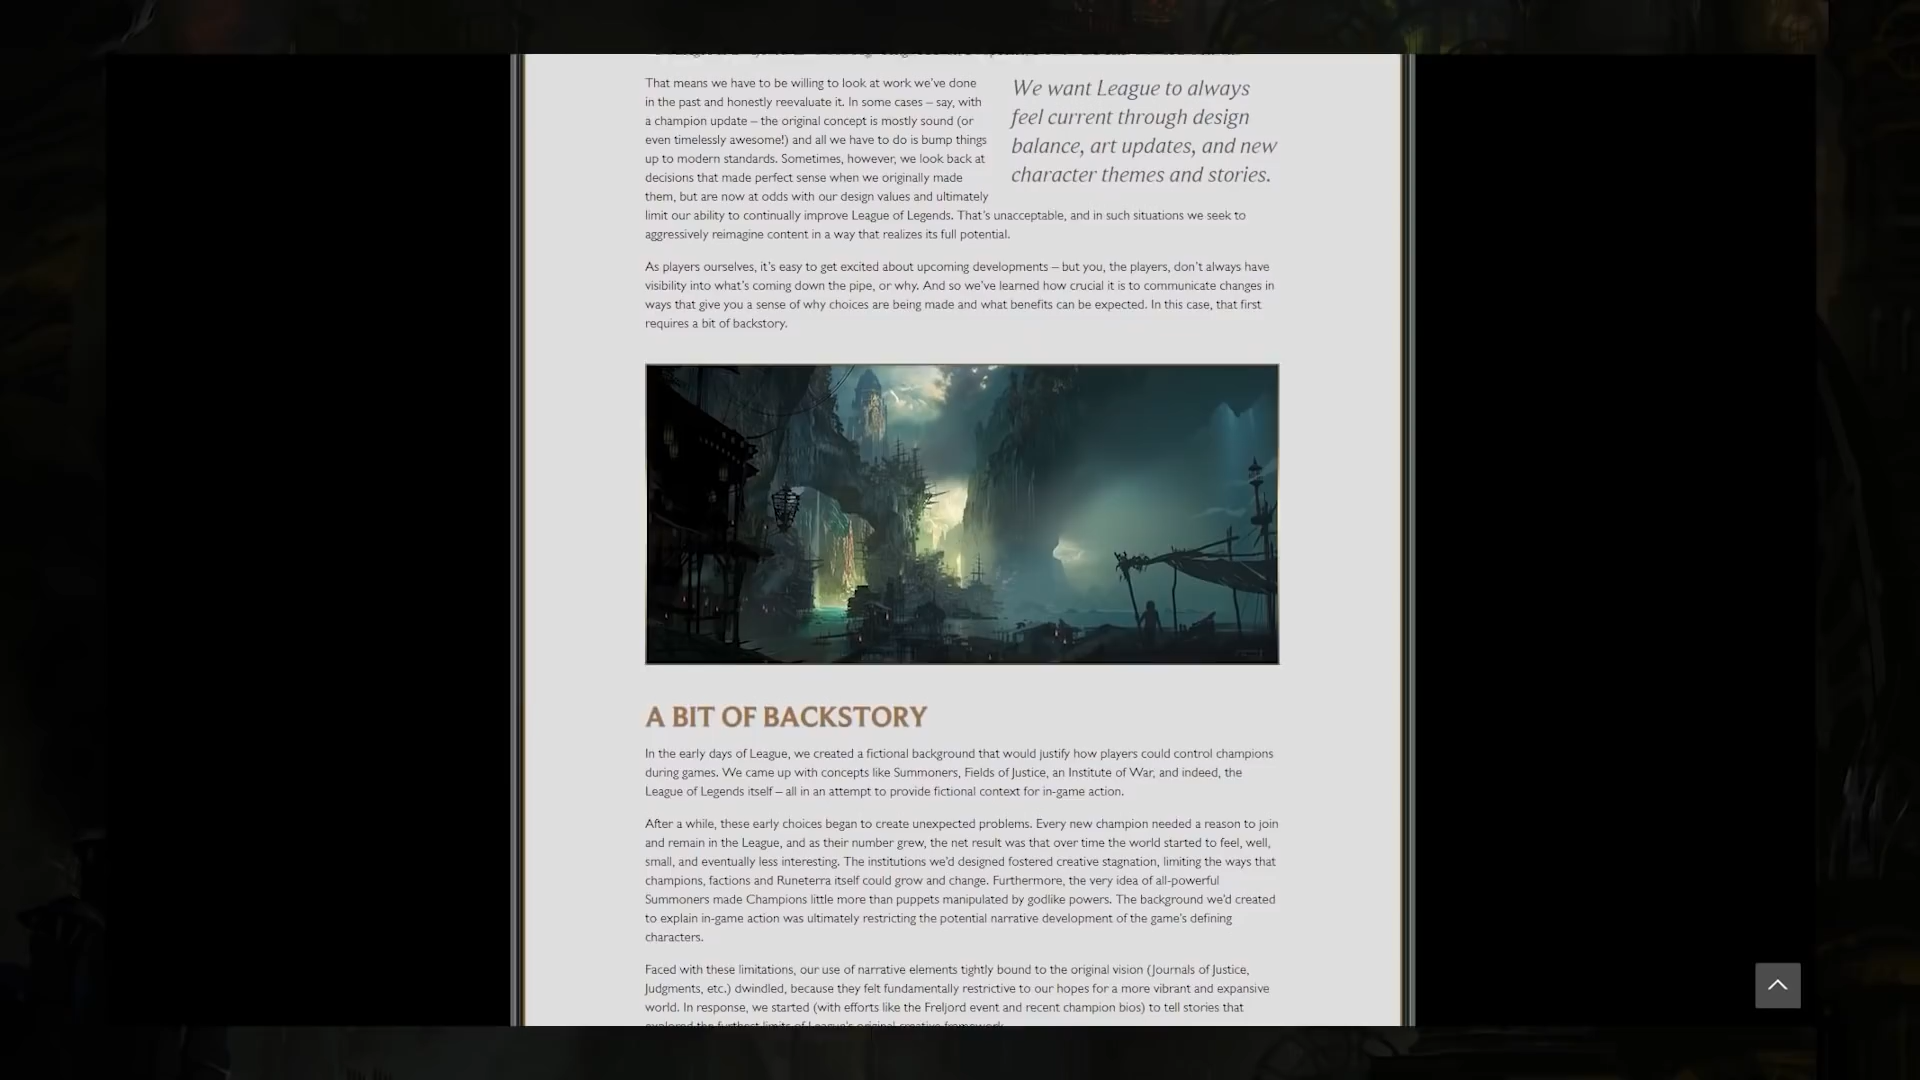 That means we have to be willing to look at work we've done
in the past and honestly reevaluate it. In some cases – say, with
a champion update – the original concept is mostly sound (or
even timelessly awesome!) and all we have to do is bump things
up to modern standards. Sometimes, however, we look back at
decisions that made perfect sense when we originally made
them, but are now at odds with our design values and ultimately
limit our ability to continually improve League of Legends. That's unacceptable, and in such situations we seek to
aggressively reimagine content in a way that realizes its full potential.
We want League to always
feel current through design
balance, art updates, and new
character themes and stories.
As players ourselves, it's easy to get excited about upcoming developments – but you, the players, don't always have
visibility into what's coming down the pipe, or why. And so we've learned how crucial it is to communicate changes in
ways that give you a sense of why choices are being made and what benefits can be expected. In this case, that first
requires a bit of backstory.
A BIT OF BACKSTORY
In the early days of League, we created a fictional background that would justify how players could control champions
during games. We came up with concepts like Summoners, Fields of Justice, an Institute of War, and indeed, the
League of Legends itself – all in an attempt to provide fictional context for in-game action.
After a while, these early choices began to create unexpected problems. Every new champion needed a reason to join
and remain in the League, and as their number grew, the net result was that over time the world started to feel, well,
small, and eventually less interesting. The institutions we'd designed fostered creative stagnation, limiting the ways that
champions, factions and Runeterra itself could grow and change. Furthermore, the very idea of all-powerful
Summoners made Champions little more than puppets manipulated by godlike powers. The background we'd created
to explain in-game action was ultimately restricting the potential narrative development of the game's defining
characters.
Faced with these limitations, our use of narrative elements tightly bound to the original vision (Journals of Justice,
Judgments, etc.) dwindled, because they felt fundamentally restrictive to our hopes for a more vibrant and expansive
world. In response, we started (with efforts like the Freljord event and recent champion bios) to tell stories that
explored the furthest limits of League's original creative framework.